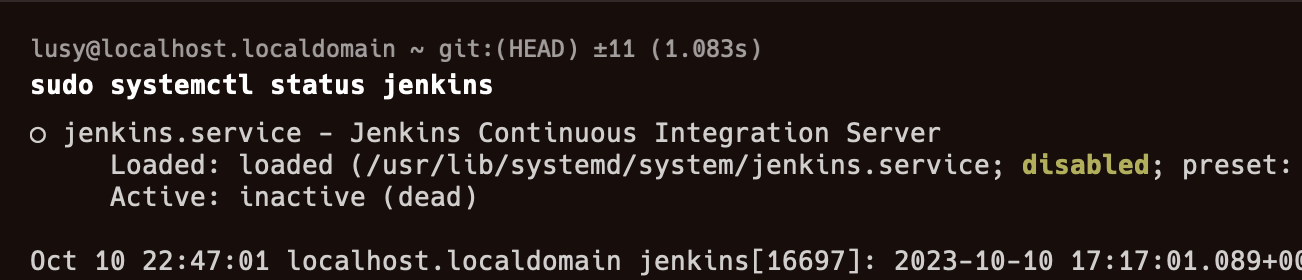 lusy@localhost.localdomain ~ git:(HEAD) ±11 (1.083s)
sudo systemctl status jenkins
○ jenkins.service - Jenkins Continuous Integration Server
Loaded: loaded (/usr/lib/systemd/system/jenkins.service; disabled; preset:
Active: inactive (dead)
Oct 10 22:47:01 localhost.localdomain jenkins[16697]: 2023-10-10 17:17:01.089+00